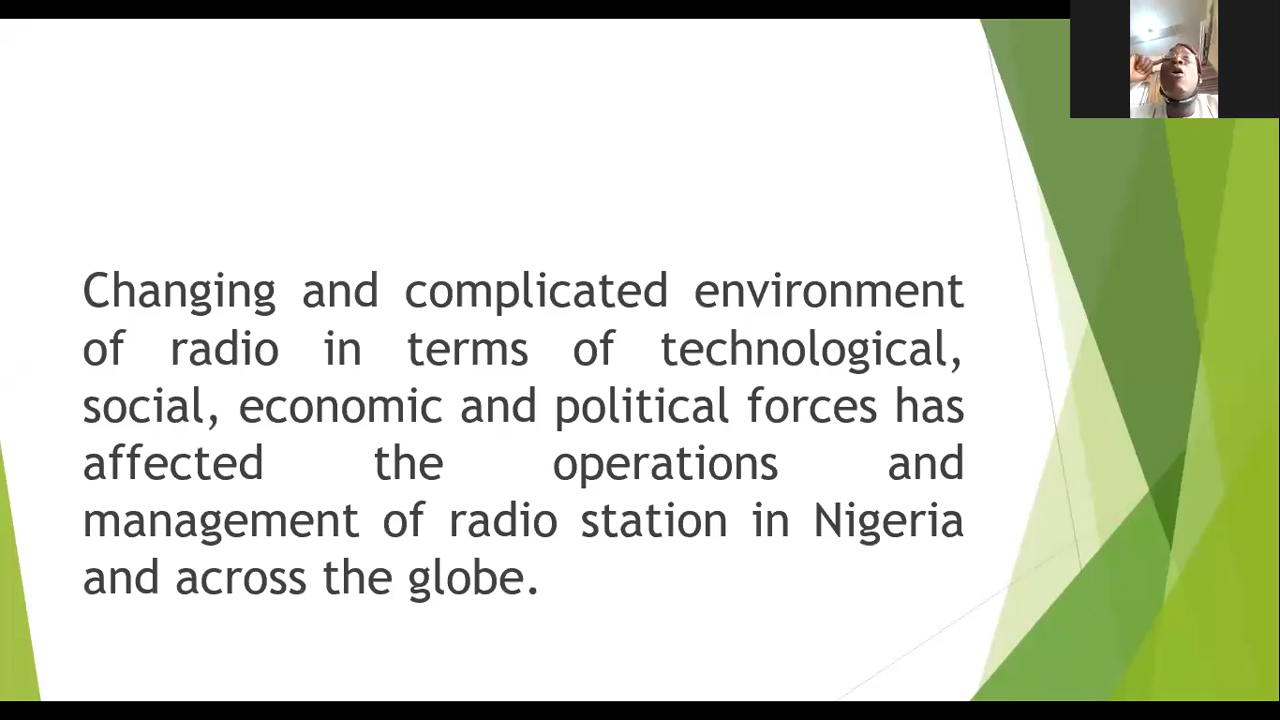 Changing and complicated environment
of radio in terms of technological,
social, economic and political forces has
affected the operations and
management of radio station in Nigeria
and across the globe.